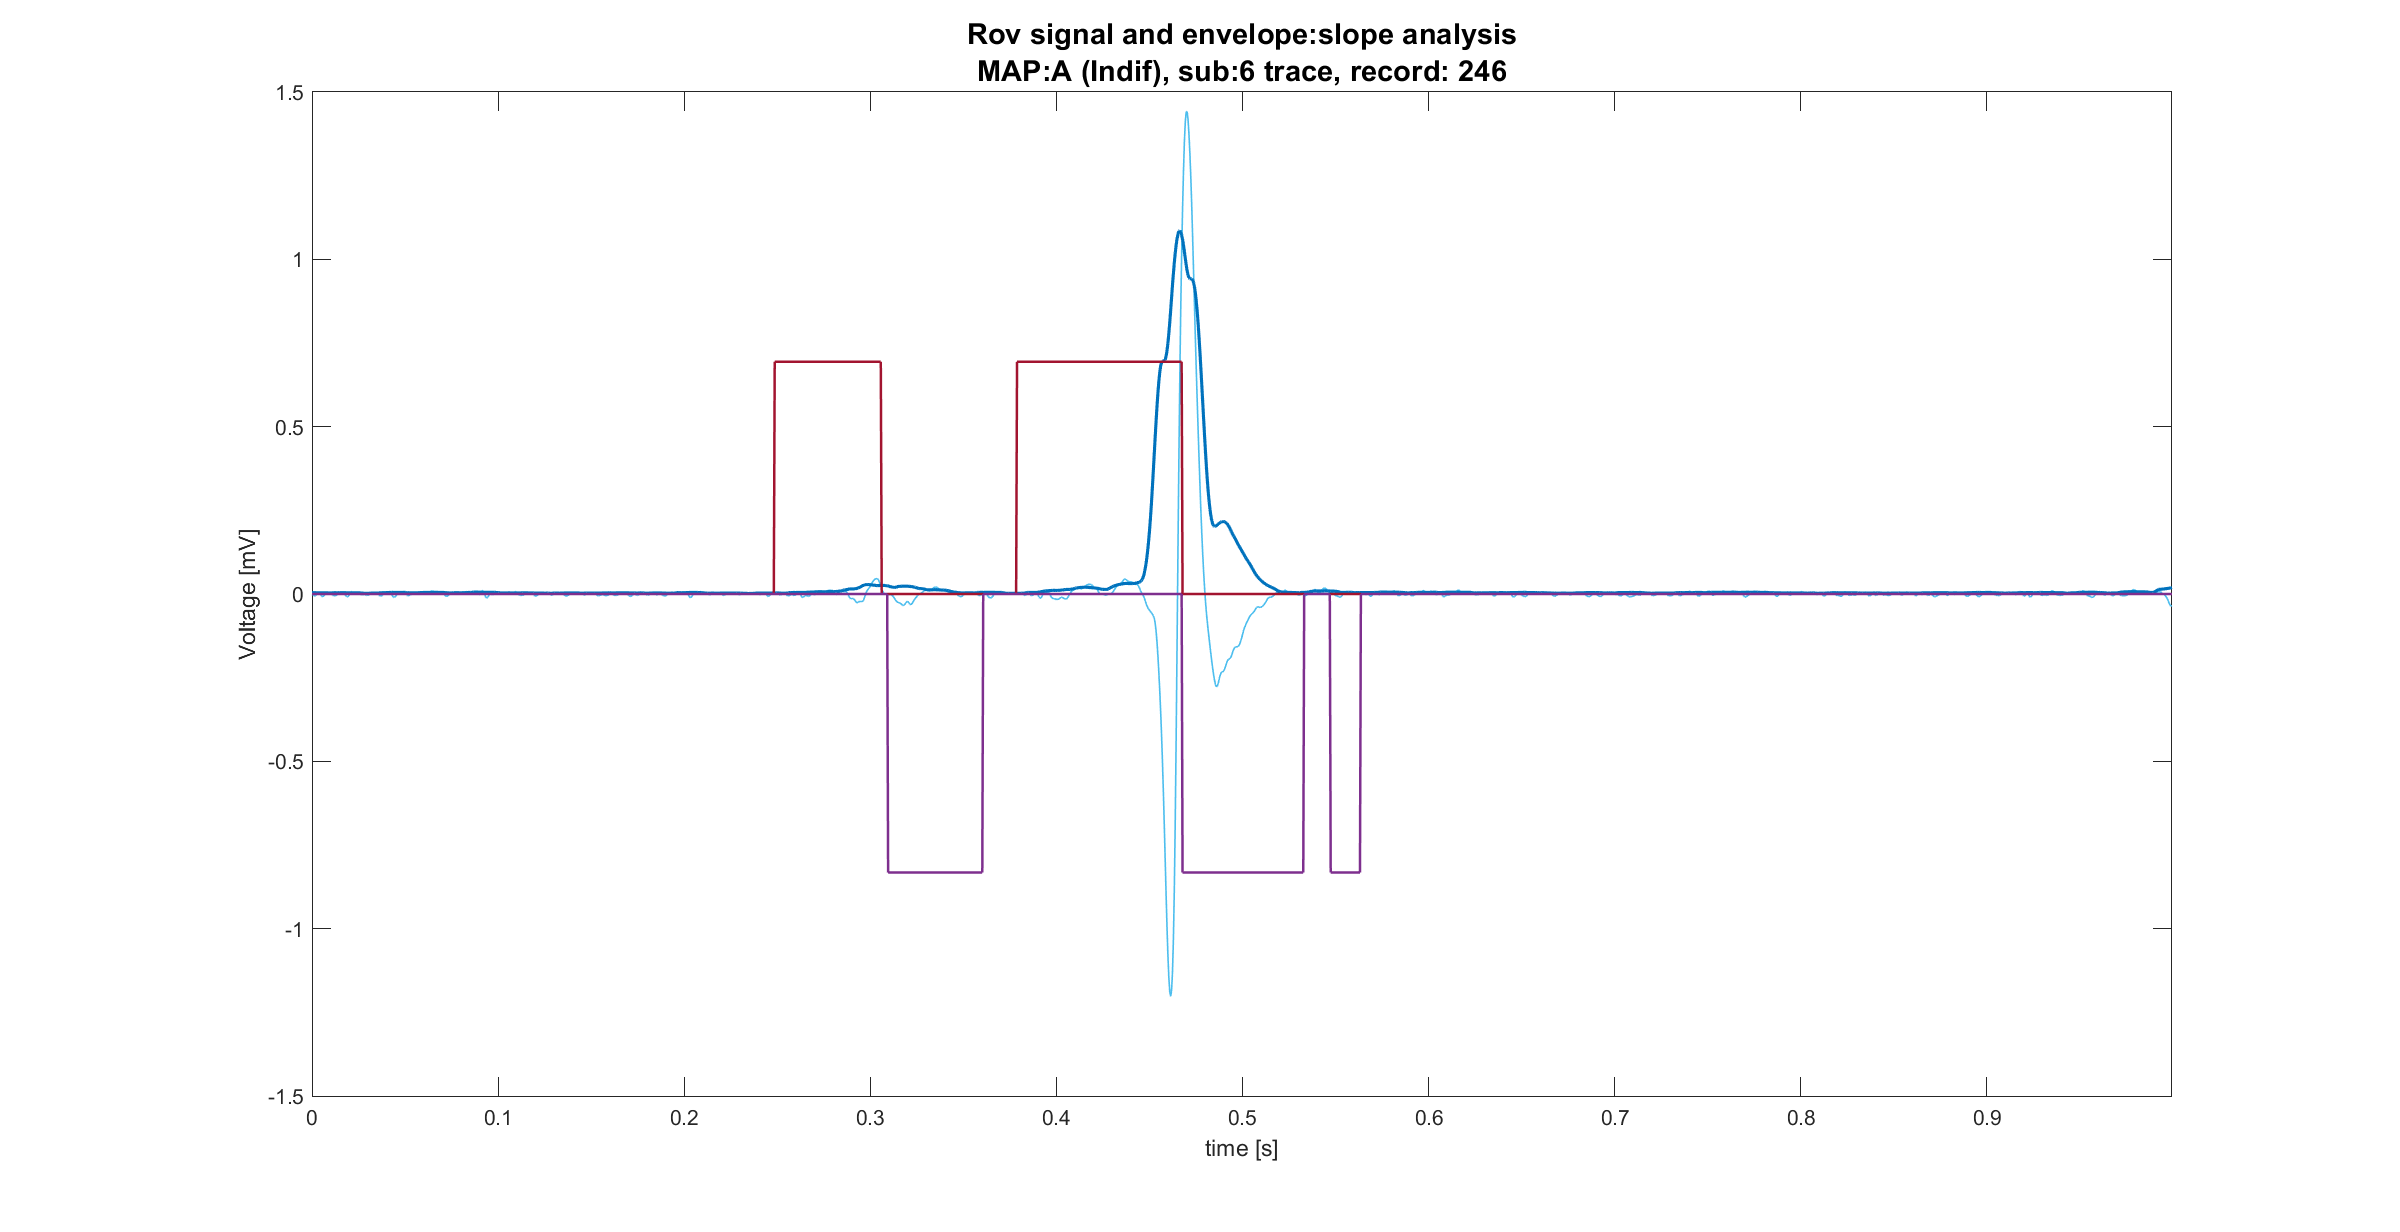 Rov signal and envelope:slope analysis
MAP:A (Indif), sub:6 trace, record: 246
1.5
1
0.5
0
-0.5
-1
-1.5
Voltage [mV]
0 0.1 0.2 0.3 0.4 0.5 0.6 0.7 0.8 0.9
time [s]